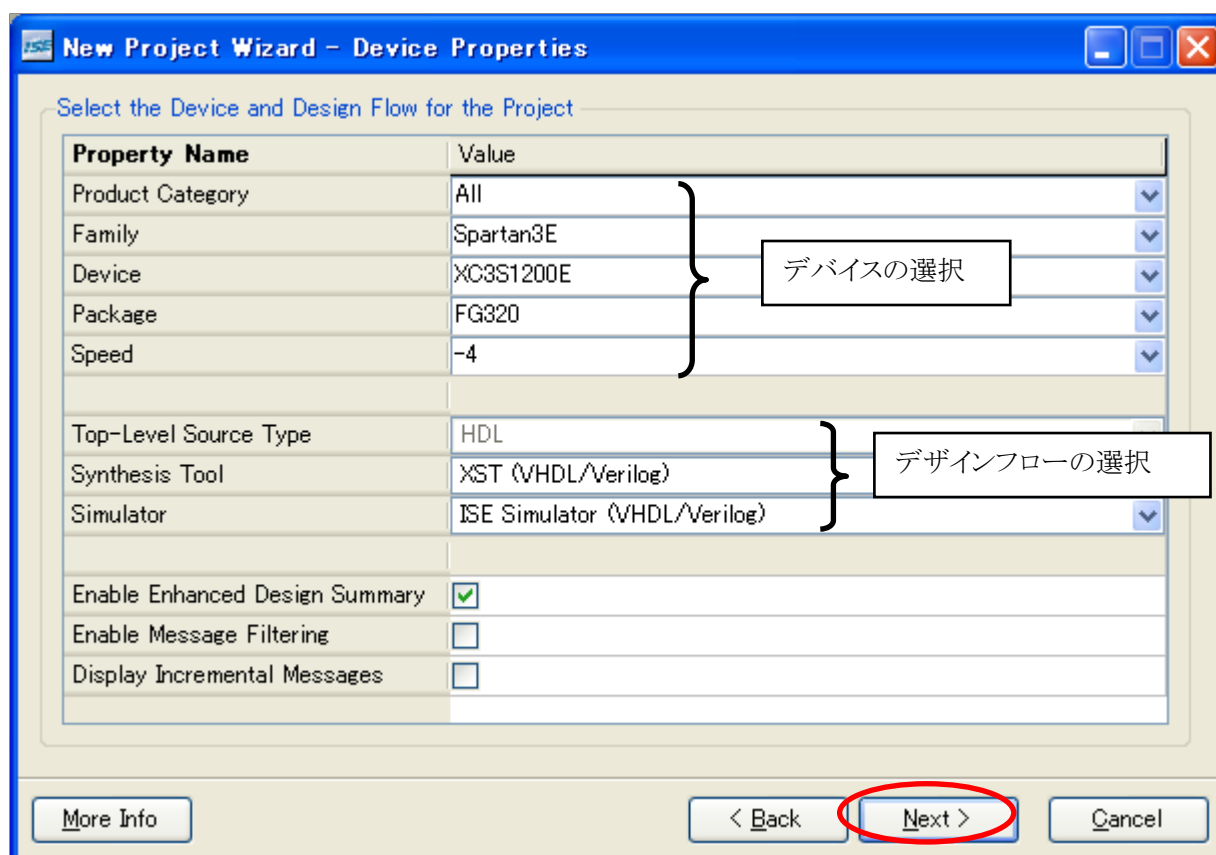 ISE New Project Wizard - Device Properties
Select the Device and Design Flow for the Project
Property Name Value
Product Category All
Family Spartan3E
Device XC3S1200E
Package FG320
Speed -4
デバイスの選択
Top-Level Source Type HDL
Synthesis Tool XST (VHDL/Verilog)
Simulator ISE Simulator (VHDL/Verilog)
デザインフローの選択
Enable Enhanced Design Summary
Enable Message Filtering
Display Incremental Messages
More Info < Back Next > Cancel